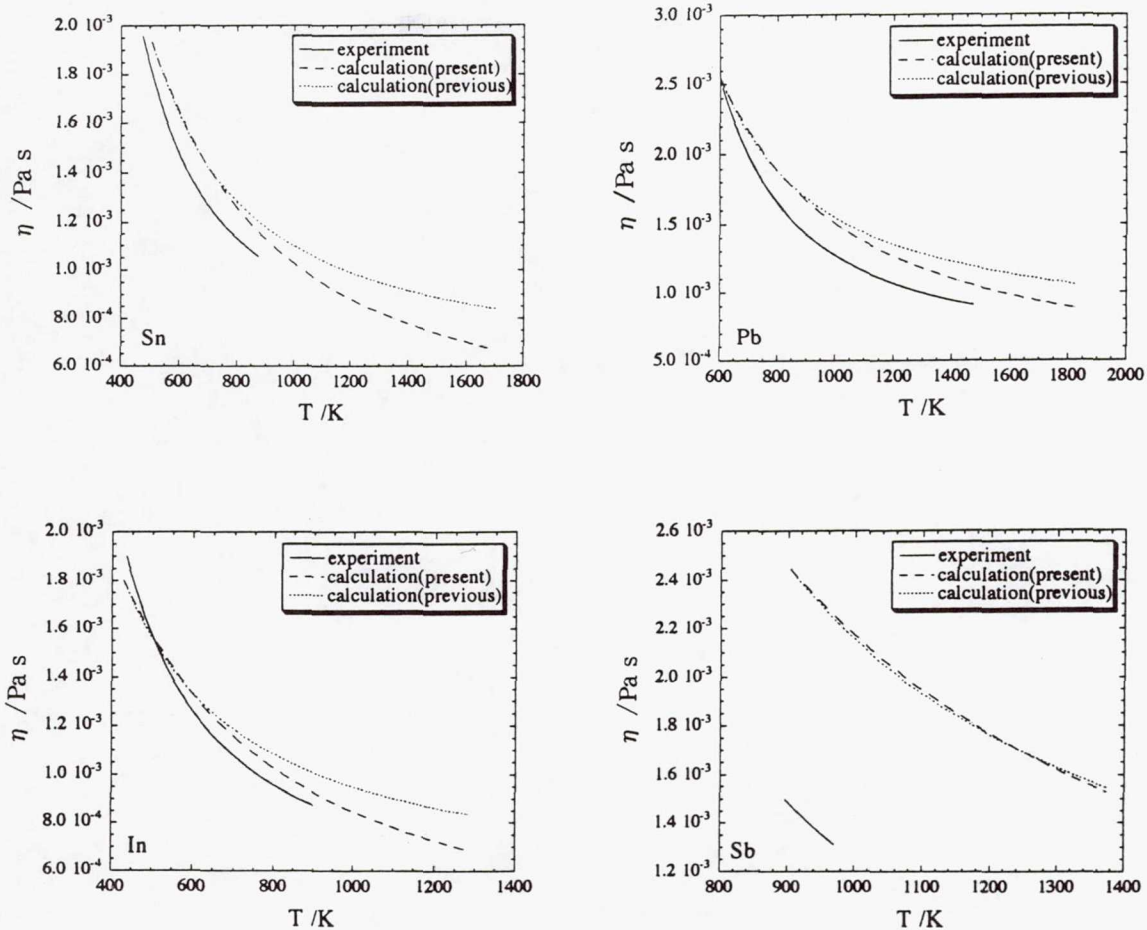 2.0 10⁻³
1.8 10⁻³
1.6 10⁻³
1.4 10⁻³
1.2 10⁻³
1.0 10⁻³
8.0 10⁻⁴
6.0 10⁻⁴
η /Pa s
experiment
calculation(present)
calculation(previous)
Sn
400 600 800 1000 1200 1400 1600 1800
T /K
3.0 10⁻³
2.5 10⁻³
2.0 10⁻³
1.5 10⁻³
1.0 10⁻³
5.0 10⁻⁴
η /Pa s
experiment
calculation(present)
calculation(previous)
Pb
600 800 1000 1200 1400 1600 1800 2000
T /K
2.0 10⁻³
1.8 10⁻³
1.6 10⁻³
1.4 10⁻³
1.2 10⁻³
1.0 10⁻³
8.0 10⁻⁴
6.0 10⁻⁴
η /Pa s
experiment
calculation(present)
calculation(previous)
In
400 600 800 1000 1200 1400
T /K
2.6 10⁻³
2.4 10⁻³
2.2 10⁻³
2.0 10⁻³
1.8 10⁻³
1.6 10⁻³
1.4 10⁻³
1.2 10⁻³
η /Pa s
experiment
calculation(present)
calculation(previous)
Sb
800 900 1000 1100 1200 1300 1400
T /K